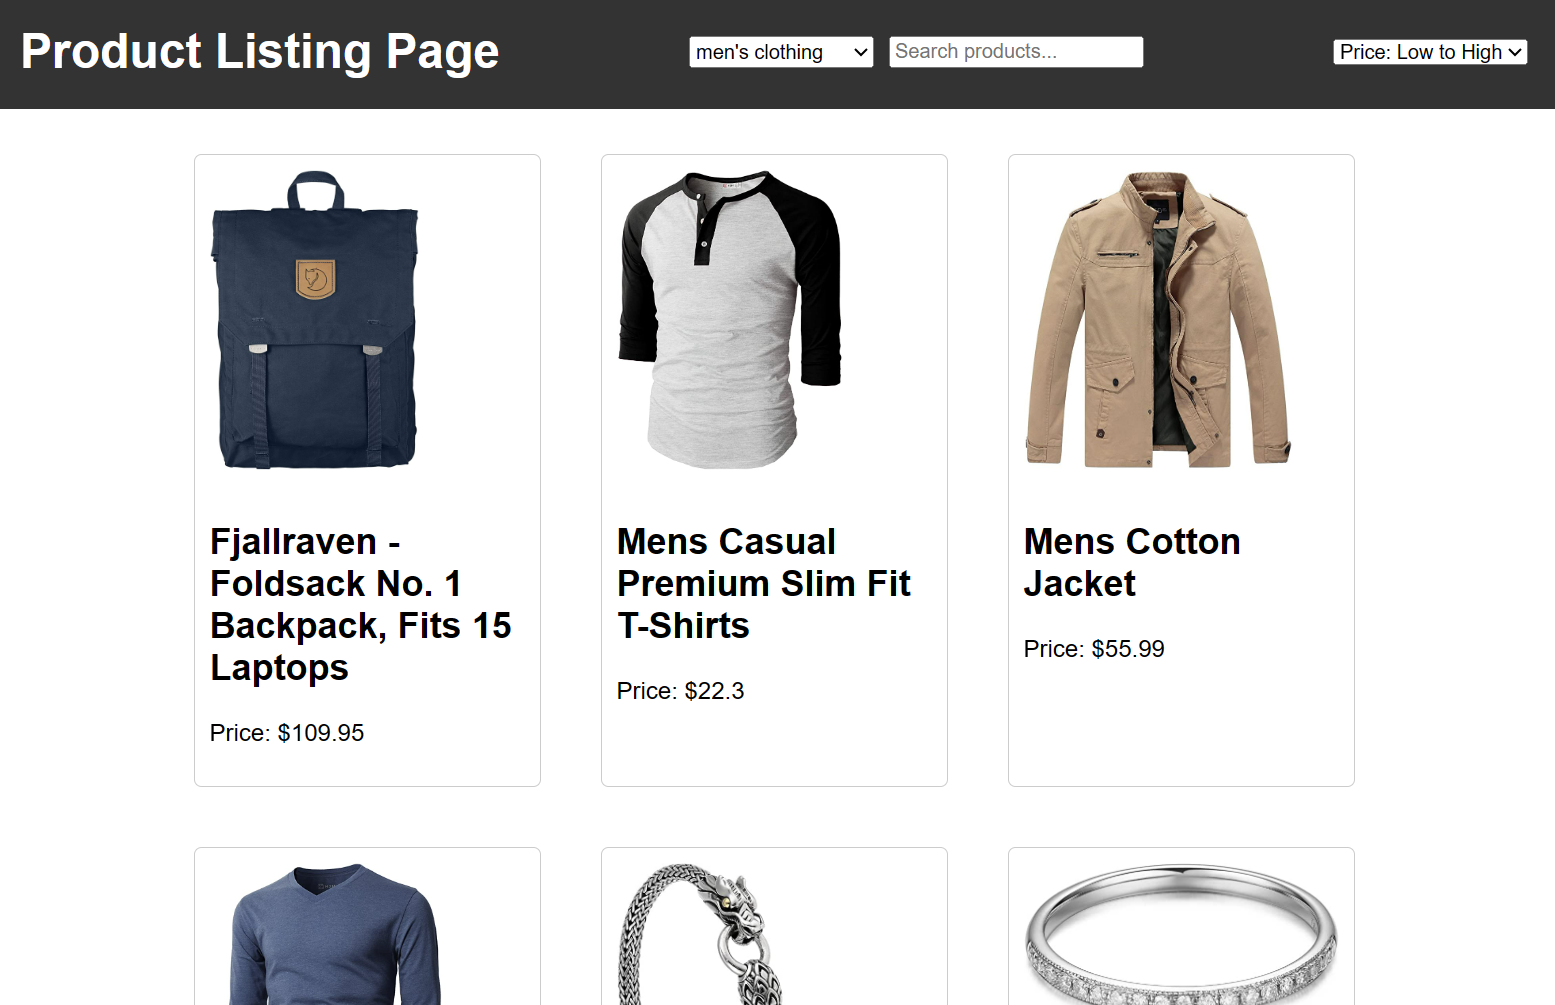 Product Listing Page
men's clothing
Search products...
Price: Low to High
Fjallraven -
Foldsack No. 1
Backpack, Fits 15
Laptops
Price: $109.95
Mens Casual
Premium Slim Fit
T-Shirts
Price: $22.3
Mens Cotton
Jacket
Price: $55.99